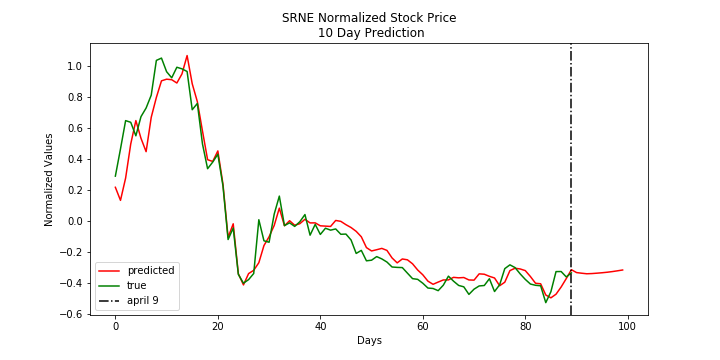 SRNE Normalized Stock Price
10 Day Prediction
1.0
0.8
0.6
0.4
0.2
0.0
−0.2
−0.4
−0.6
Normalized Values
predicted
true
april 9
0
20
40
60
80
100
Days